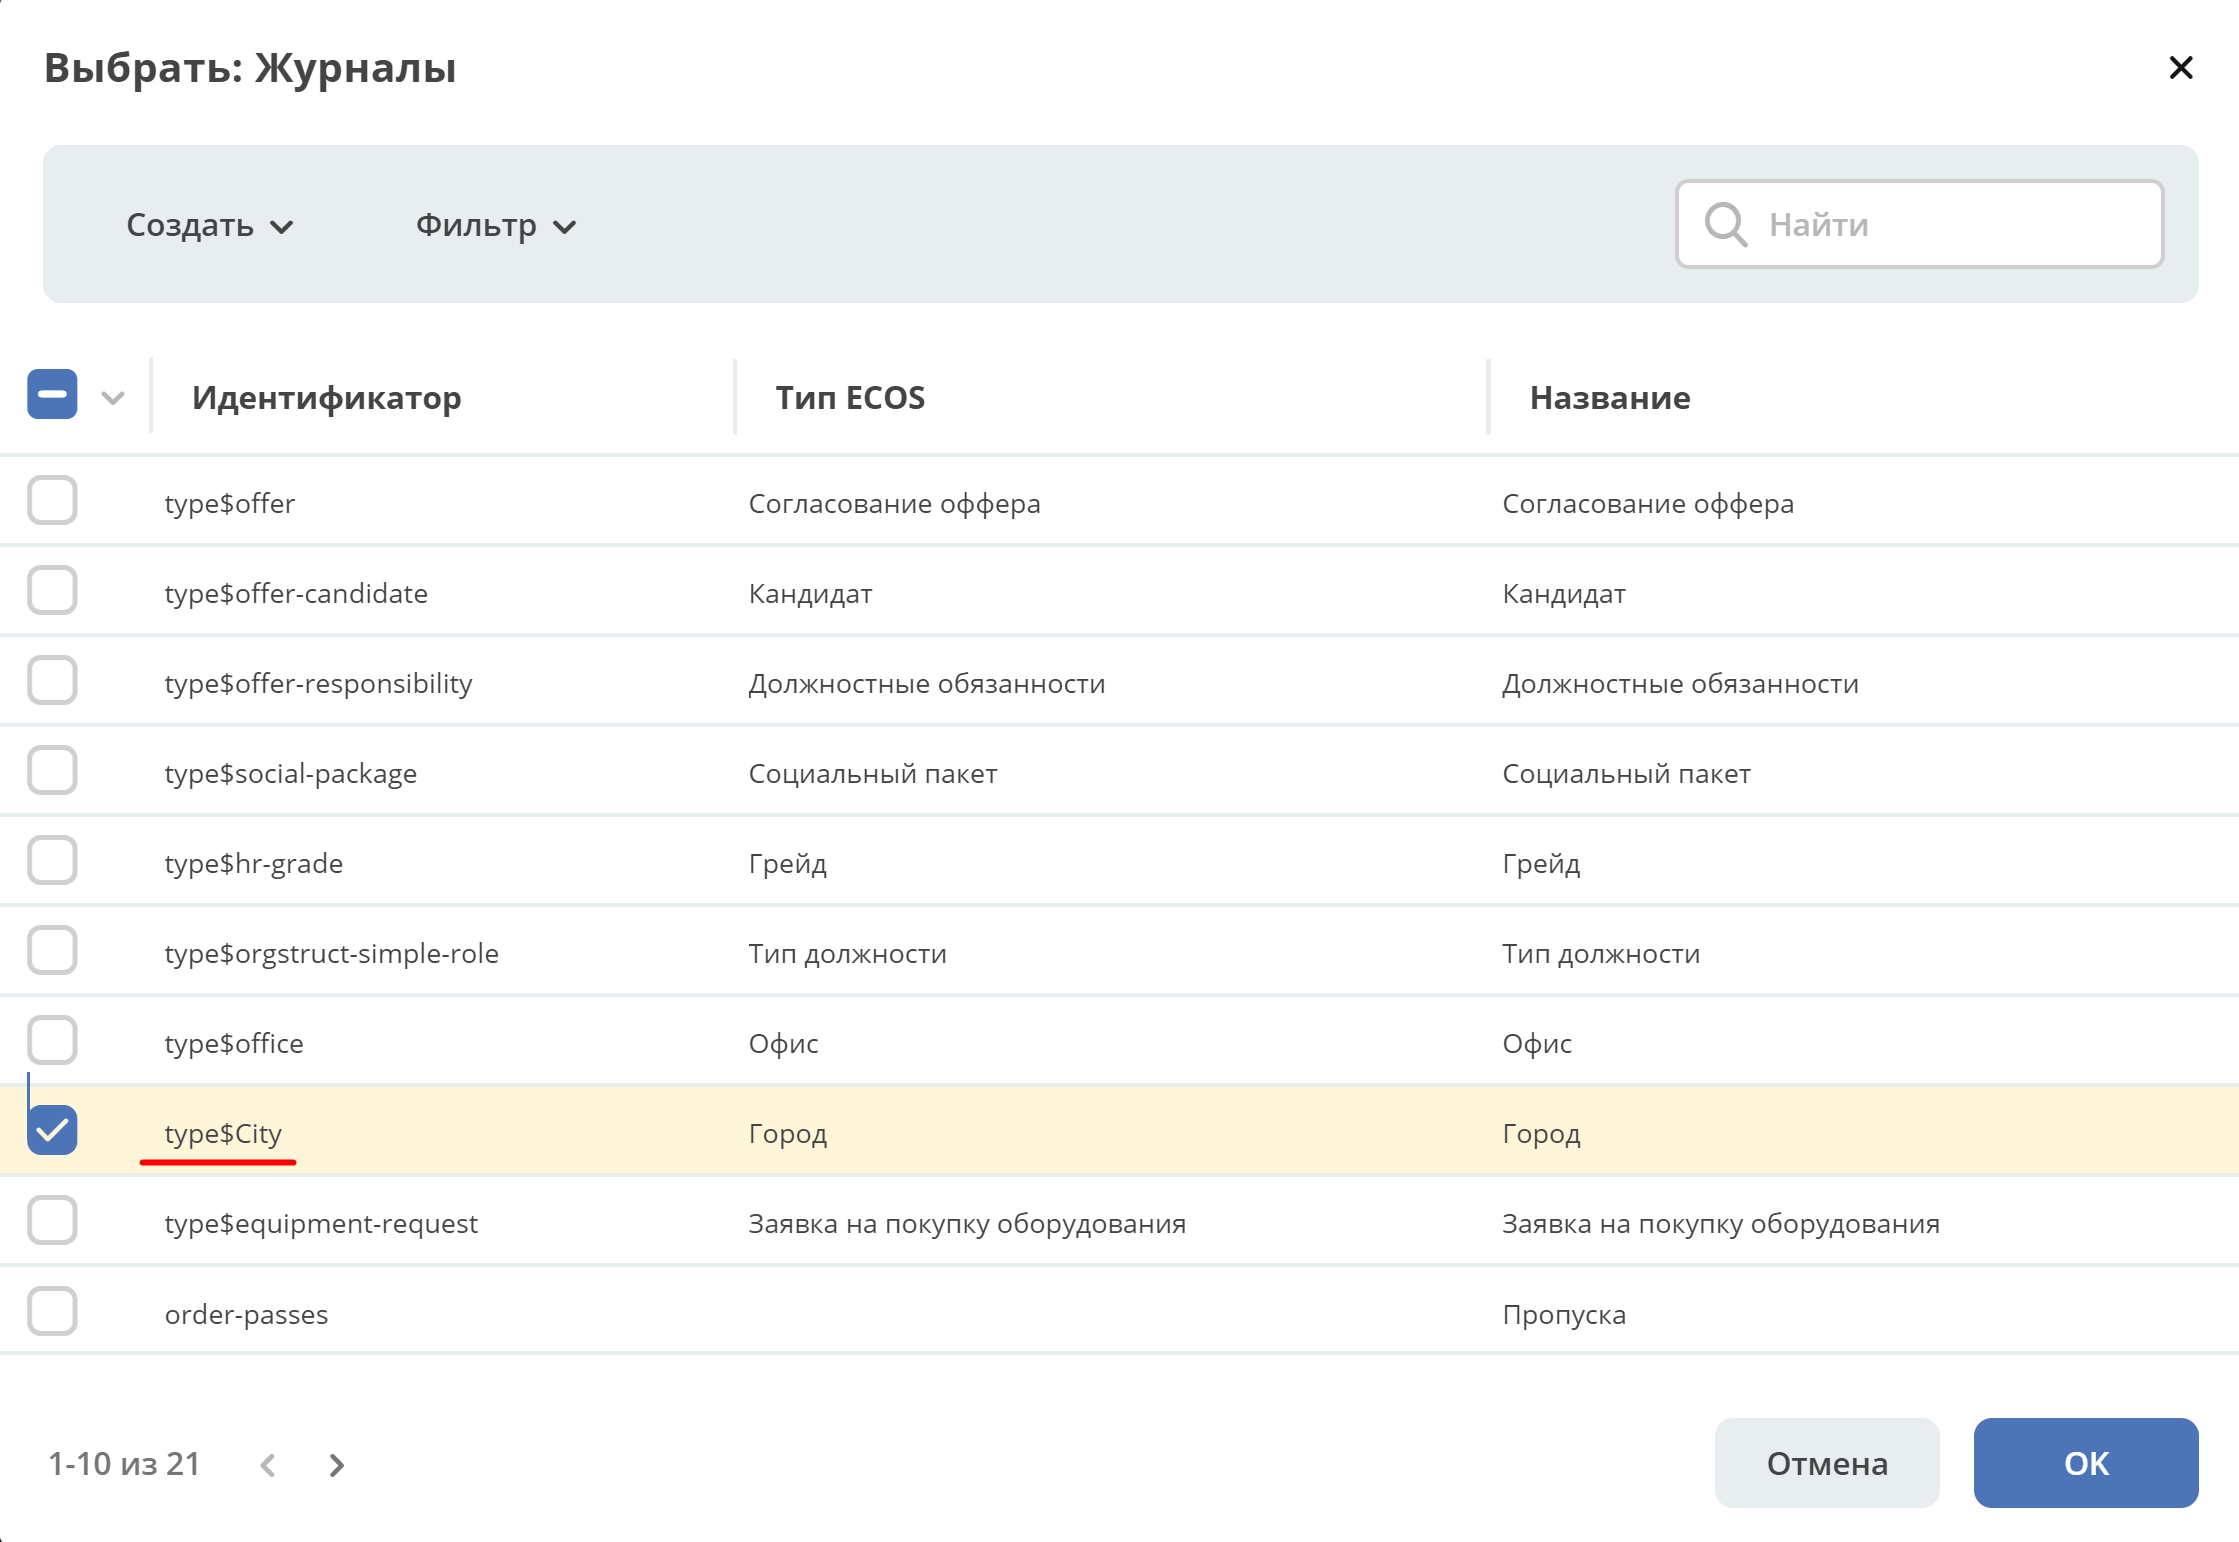 Выбрать: Журналы
Создать Фильтр Найти
Идентификатор Тип ECOS Название
type$offer Согласование оффера Согласование оффера
type$offer-candidate Кандидат Кандидат
type$offer-responsibility Должностные обязанности Должностные обязанности
type$social-package Социальный пакет Социальный пакет
type$hr-grade Грейд Грейд
type$orgstruct-simple-role Тип должности Тип должности
type$office Офис Офис
type$City Город Город
type$equipment-request Заявка на покупку оборудования Заявка на покупку оборудования
order-passes Пропуска
1-10 из 21 Отмена OK